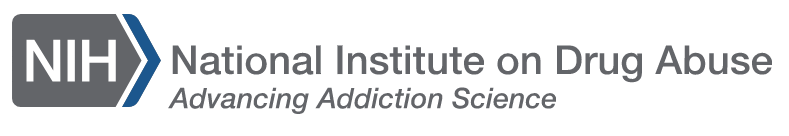 NIH National Institute on Drug Abuse
Advancing Addiction Science